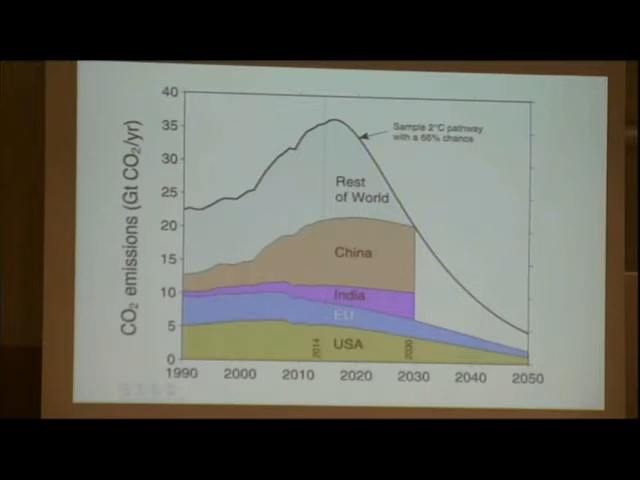 40
35
30
25
20
15
10
5
0
CO₂ emissions (Gt CO₂/yr)
Sample 2°C pathway
with a 66% chance
Rest
of World
China
India
EU
USA
2014
2030
1990
2000
2010
2020
2030
2040
2050